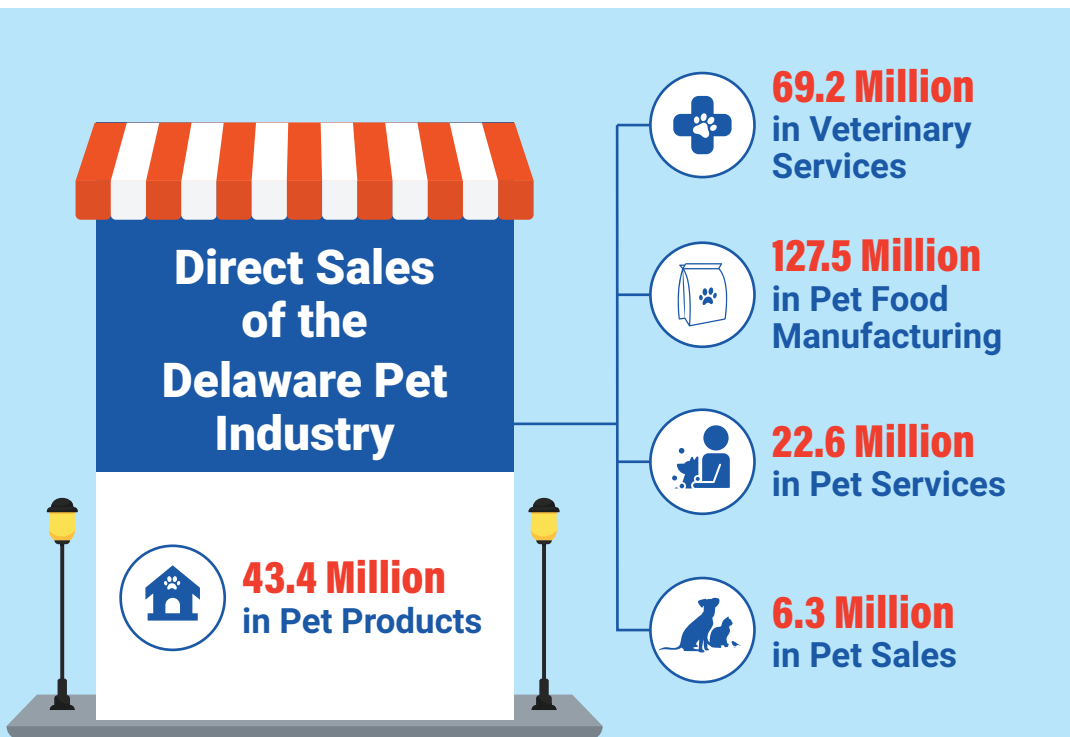 Direct Sales
of the
Delaware Pet
Industry
43.4 Million
in Pet Products
69.2 Million
in Veterinary
Services
127.5 Million
in Pet Food
Manufacturing
22.6 Million
in Pet Services
6.3 Million
in Pet Sales